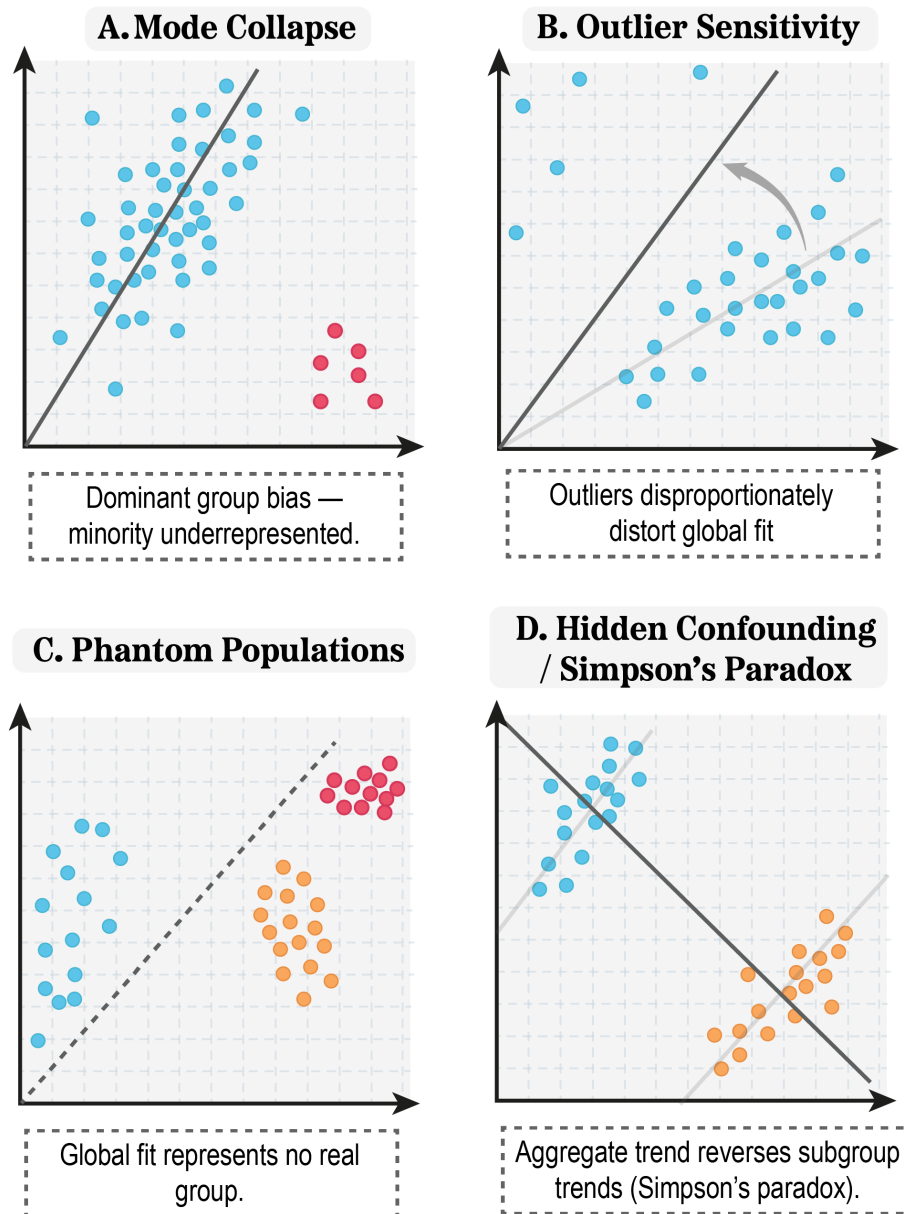 A. Mode Collapse
Dominant group bias —
minority underrepresented.
B. Outlier Sensitivity
Outliers disproportionately
distort global fit
C. Phantom Populations
Global fit represents no real
group.
D. Hidden Confounding
/ Simpson’s Paradox
Aggregate trend reverses subgroup
trends (Simpson’s paradox).